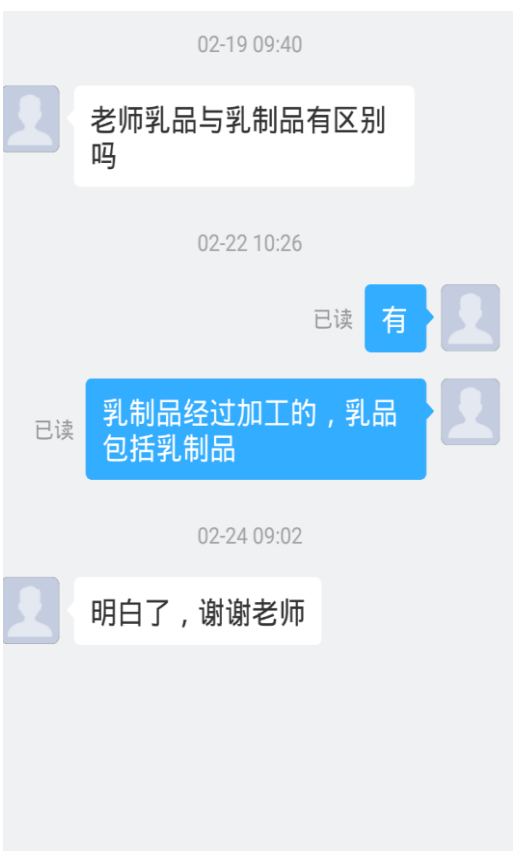 02-19 09:40
老师乳品与乳制品有区别
吗
02-22 10:26
已读
有
已读
乳制品经过加工的，乳品
包括乳制品
02-24 09:02
明白了，谢谢老师